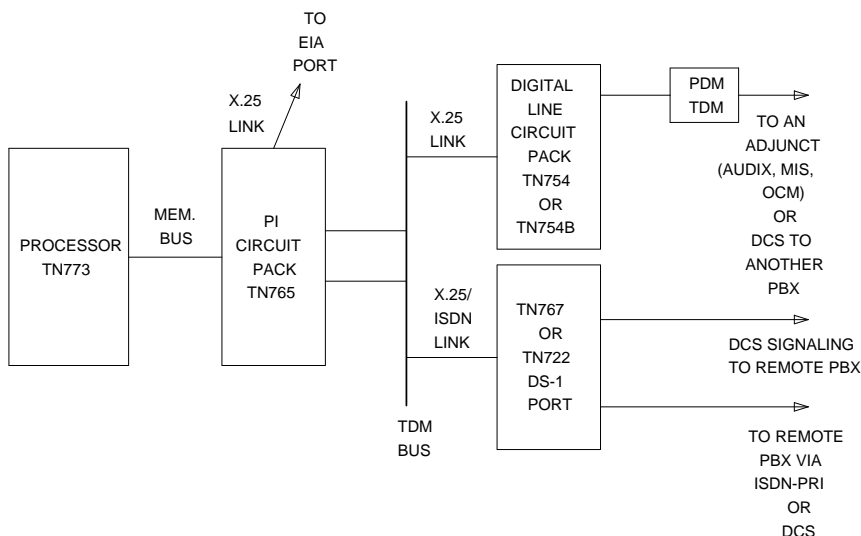 TO
EIA
PORT
X.25
LINK
PROCESSOR
TN773
MEM.
BUS
PI
CIRCUIT
PACK
TN765
X.25
LINK
DIGITAL
LINE
CIRCUIT
PACK
TN754
OR
TN754B
PDM
TDM
TO AN
ADJUNCT
(AUDIX, MIS,
OCM)
OR
DCS TO
ANOTHER
PBX
X.25/
ISDN
LINK
TN767
OR
TN722
DS-1
PORT
DCS SIGNALING
TO REMOTE PBX
TDM
BUS
TO REMOTE
PBX VIA
ISDN-PRI
OR
DCS